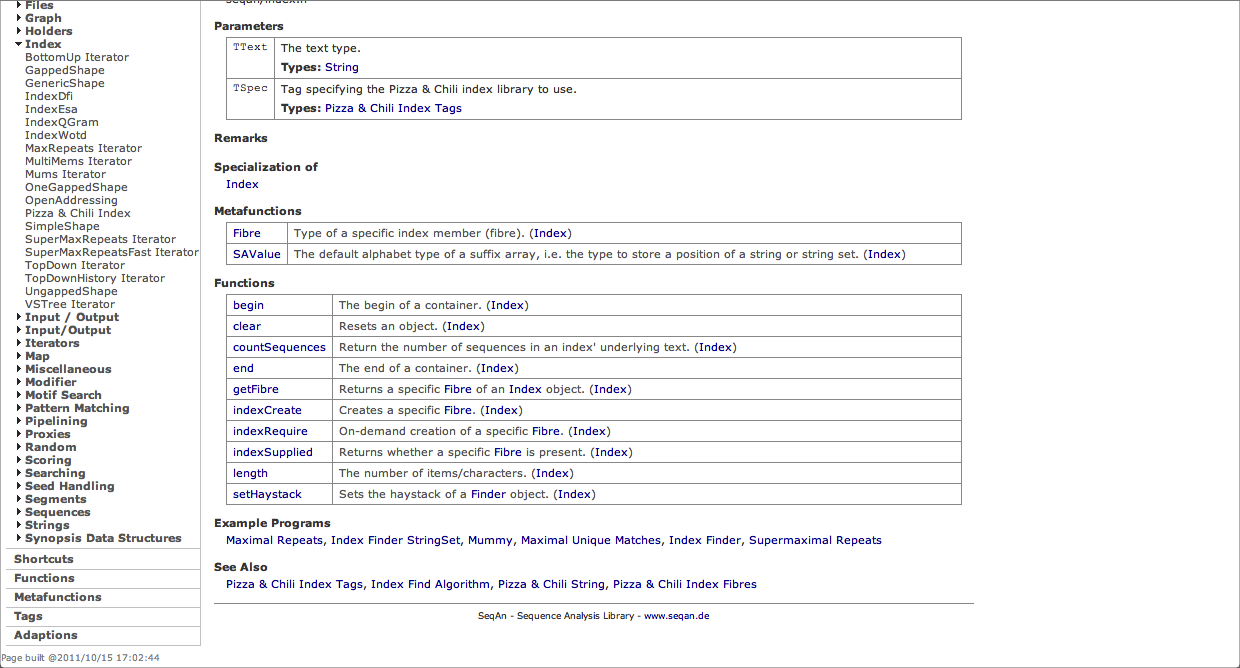 Files
Graph
Holders
Index
BottomUp Iterator
GappedShape
GenericShape
IndexDfi
IndexEsa
IndexQGram
IndexWotd
MaxRepeats Iterator
MultiMems Iterator
Mums Iterator
OneGappedShape
OpenAddressing
Pizza & Chili Index
SimpleShape
SuperMaxRepeats Iterator
SuperMaxRepeatsFast Iterator
TopDown Iterator
TopDownHistory Iterator
UngappedShape
VSTree Iterator
Input / Output
Input/Output
Iterators
Map
Miscellaneous
Modifier
Motif Search
Pattern Matching
Pipelining
Proxies
Random
Scoring
Searching
Seed Handling
Segments
Sequences
Strings
Synopsis Data Structures
Shortcuts
Functions
Metafunctions
Tags
Adaptions
Page built @2011/10/15 17:02:44
seqan/index.h
Parameters
TText The text type.
Types: String
TSpec Tag specifying the Pizza & Chili index library to use.
Types: Pizza & Chili Index Tags
Remarks
Specialization of
Index
Metafunctions
Fibre Type of a specific index member (fibre). (Index)
SAValue The default alphabet type of a suffix array, i.e. the type to store a position of a string or string set. (Index)
Functions
begin The begin of a container. (Index)
clear Resets an object. (Index)
countSequences Return the number of sequences in an index' underlying text. (Index)
end The end of a container. (Index)
getFibre Returns a specific Fibre of an Index object. (Index)
indexCreate Creates a specific Fibre. (Index)
indexRequire On-demand creation of a specific Fibre. (Index)
indexSupplied Returns whether a specific Fibre is present. (Index)
length The number of items/characters. (Index)
setHaystack Sets the haystack of a Finder object. (Index)
Example Programs
Maximal Repeats, Index Finder StringSet, Mummy, Maximal Unique Matches, Index Finder, Supermaximal Repeats
See Also
Pizza & Chili Index Tags, Index Find Algorithm, Pizza & Chili String, Pizza & Chili Index Fibres
SeqAn - Sequence Analysis Library - www.seqan.de